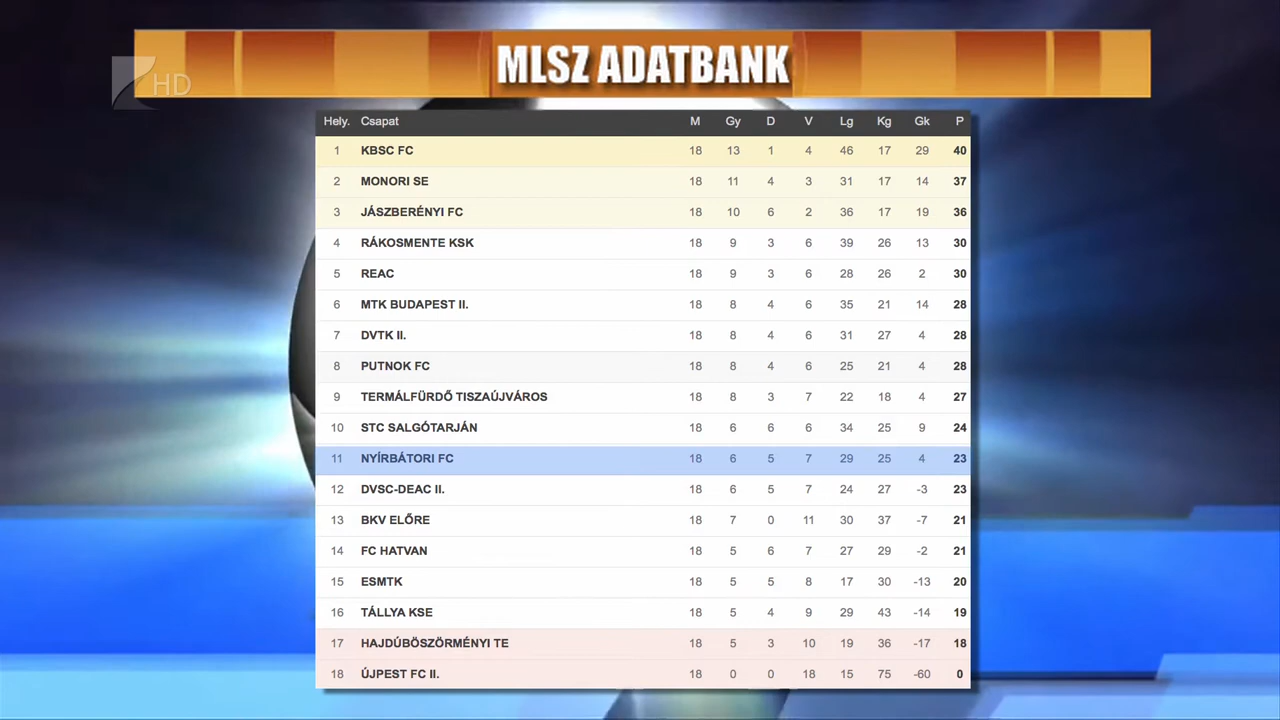 MLSZ ADATBANK
HD
Hely. Csapat M Gy D V Lg Kg Gk P
1 KBSC FC 18 13 1 4 46 17 29 40
2 MONORI SE 18 11 4 3 31 17 14 37
3 JÁSZBERÉNYI FC 18 10 6 2 36 17 19 36
4 RÁKOSMENTE KSK 18 9 3 6 39 26 13 30
5 REAC 18 9 3 6 28 26 2 30
6 MTK BUDAPEST II. 18 8 4 6 35 21 14 28
7 DVTK II. 18 8 4 6 31 27 4 28
8 PUTNOK FC 18 8 4 6 25 21 4 28
9 TERMÁLFÜRDŐ TISZAÚJVÁROS 18 8 3 7 22 18 4 27
10 STC SALGÓTARJÁN 18 6 6 6 34 25 9 24
11 NYÍRBÁTORI FC 18 6 5 7 29 25 4 23
12 DVSC-DEAC II. 18 6 5 7 24 27 -3 23
13 BKV ELŐRE 18 7 0 11 30 37 -7 21
14 FC HATVAN 18 5 6 7 27 29 -2 21
15 ESMTK 18 5 5 8 17 30 -13 20
16 TÁLLYA KSE 18 5 4 9 29 43 -14 19
17 HAJDÚBÖSZÖRMÉNYI TE 18 5 3 10 19 36 -17 18
18 ÚJPEST FC II. 18 0 0 18 15 75 -60 0